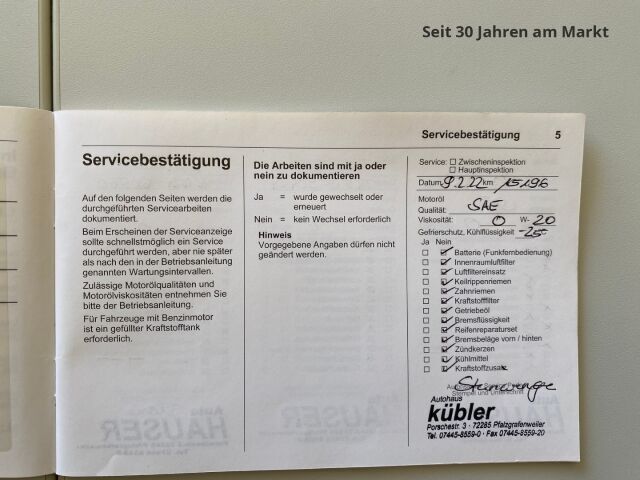 Seit 30 Jahren am Markt
Servicebestätigung 5
Servicebestätigung
Auf den folgenden Seiten werden die
durchgeführten Servicearbeiten
dokumentiert.
Beim Erscheinen der Serviceanzeige
sollte schnellstmöglich ein Service
durchgeführt werden, aber nie später
als nach den in der Betriebsanleitung
genannten Wartungsintervallen.
Zulässige Motorölqualitäten und
Motorölviskositäten entnehmen Sie
bitte der Betriebsanleitung.
Für Fahrzeuge mit Benzinmotor
ist ein gefüllter Kraftstofftank
erforderlich.
Die Arbeiten sind mit ja oder
nein zu dokumentieren
Ja = wurde gewechselt oder
erneuert
Nein = kein Wechsel erforderlich
Hinweis
Vorgegebene Angaben dürfen nicht
geändert werden.
Service: Zwischeninspektion
Hauptinspektion
Datum 9.2.22 km 15196
Motoröl
Qualität: SAE
Viskosität: 0 W- 20
Gefrierschutz, Kühlflüssigkeit -25°
Ja Nein
Batterie (Funkfernbedienung)
Innenraumluftfilter
Luftfiltereinsatz
Keilrippenriemen
Zahnriemen
Kraftstofffilter
Getriebeöl
Bremsflüssigkeit
Reifenreparaturset
Bremsbeläge vorn / hinten
Zündkerzen
Kühlmittel
Kraftstoffzusatz
Stempel und Unterschrift
Autohaus
kübler
Porschestr. 3 · 72285 Pfalzgrafenweiler
Tel. 07445-8559-0 · Fax 07445-8559-20